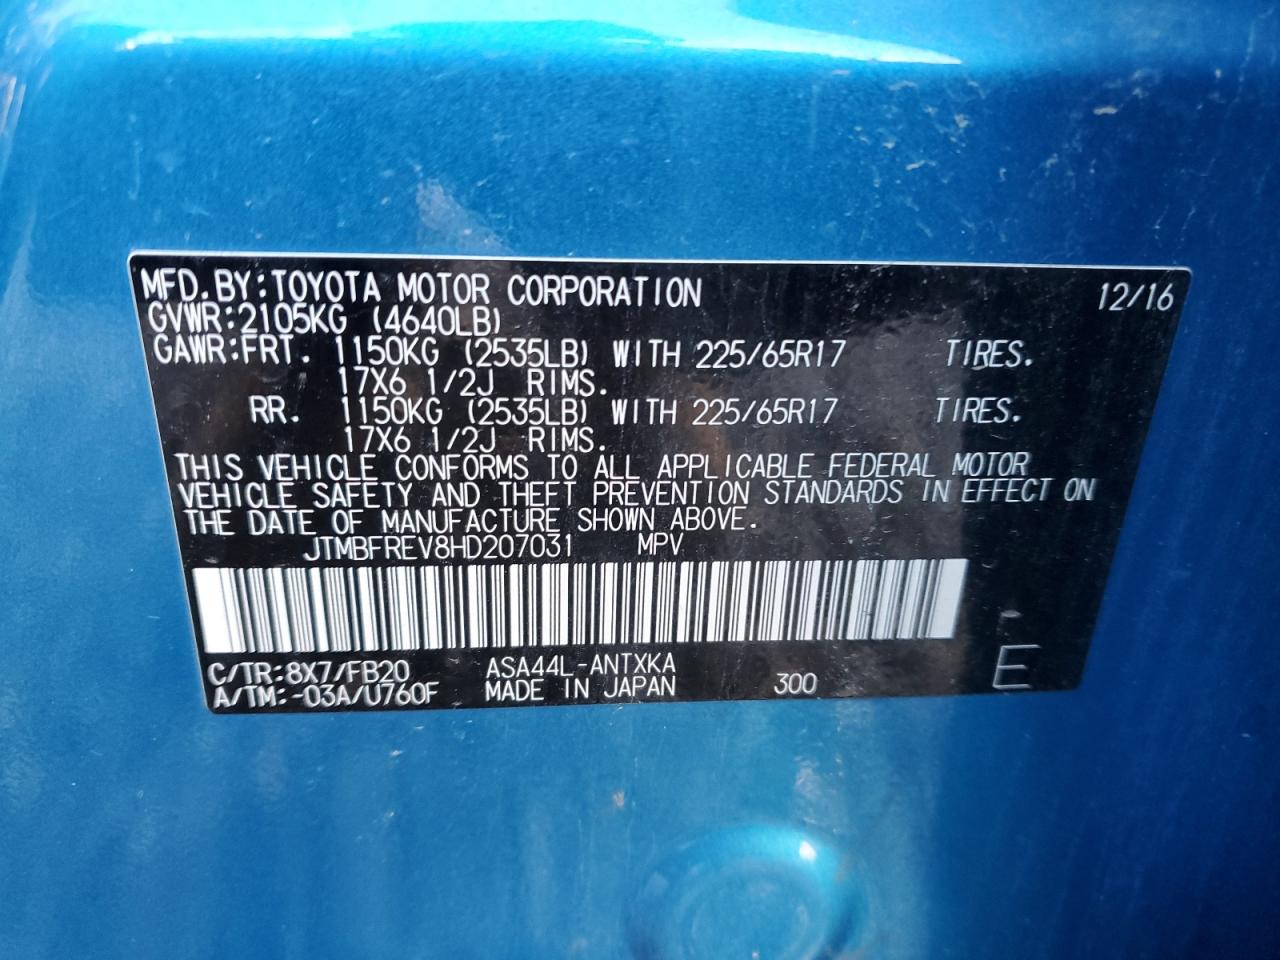 MFD. BY: TOYOTA MOTOR CORPORATION 12/16
GVWR: 2105KG (4640LB)
GAWR: FRT. 1150KG (2535LB) WITH 225/65R17 TIRES.
17X6 1/2J RIMS.
RR. 1150KG (2535LB) WITH 225/65R17 TIRES.
17X6 1/2J RIMS.
THIS VEHICLE CONFORMS TO ALL APPLICABLE FEDERAL MOTOR
VEHICLE SAFETY AND THEFT PREVENTION STANDARDS IN EFFECT ON
THE DATE OF MANUFACTURE SHOWN ABOVE.
JTMBFREV8HD207031 MPV
C/TR: 8X7/FB20 ASA44L-ANTXKA
A/TM: -03A/U760F MADE IN JAPAN 300 E